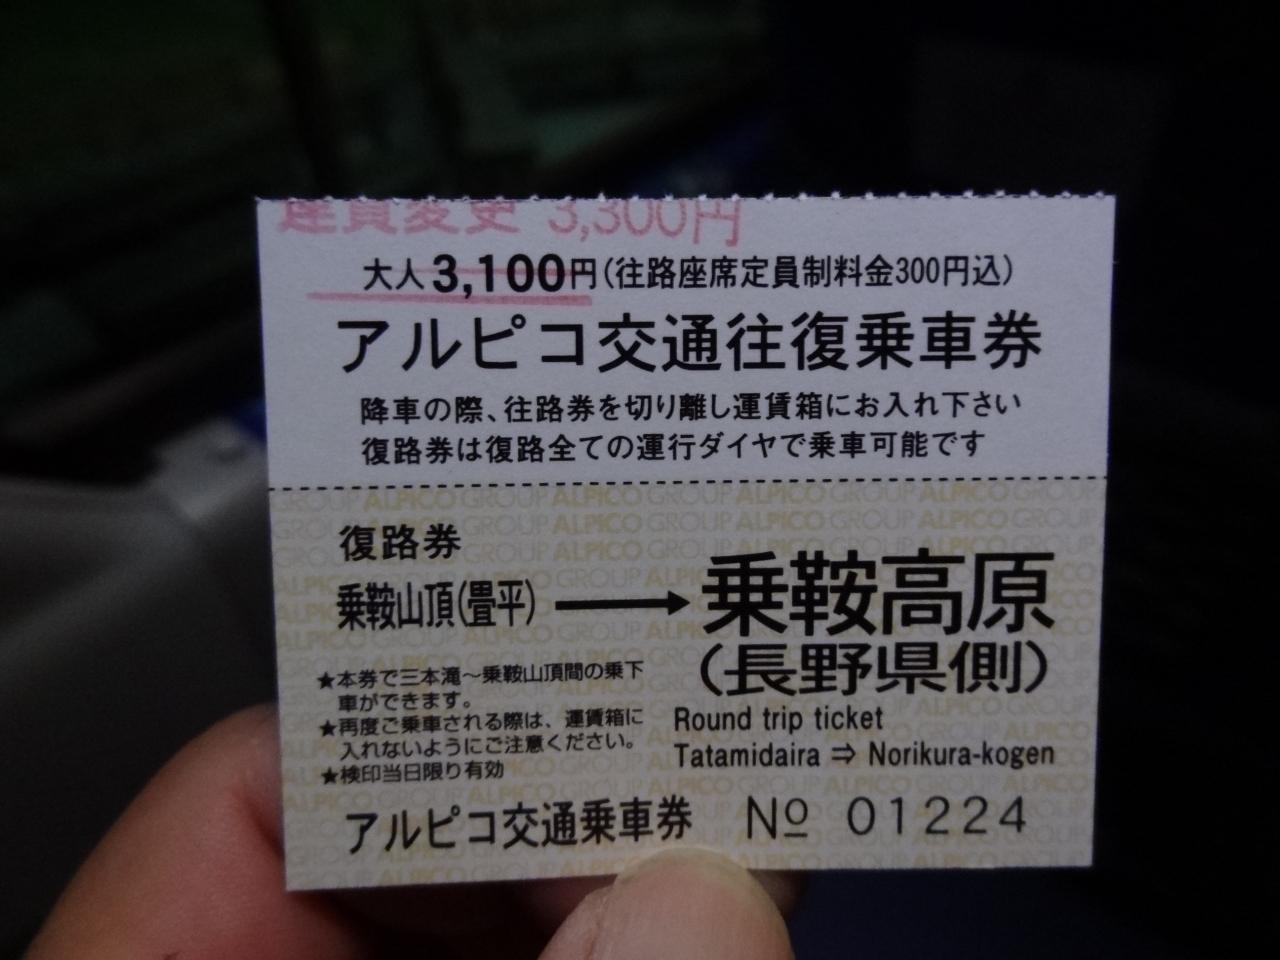 運賃変更 3,300円
大人3,100円(往路座席定員制料金300円込)
アルピコ交通往復乗車券
降車の際、往路券を切り離し運賃箱にお入れ下さい
復路券は復路全ての運行ダイヤで乗車可能です
復路券
乗鞍山頂(畳平)→乗鞍高原
(長野県側)
★本券で三本滝〜乗鞍山頂間の乗下
車ができます。
★再度ご乗車される際は、運賃箱に
入れないようにご注意ください。
★検印当日限り有効
Round trip ticket
Tatamidaira ⇒ Norikura-kogen
アルピコ交通乗車券 № 01224
ALPICO GROUP